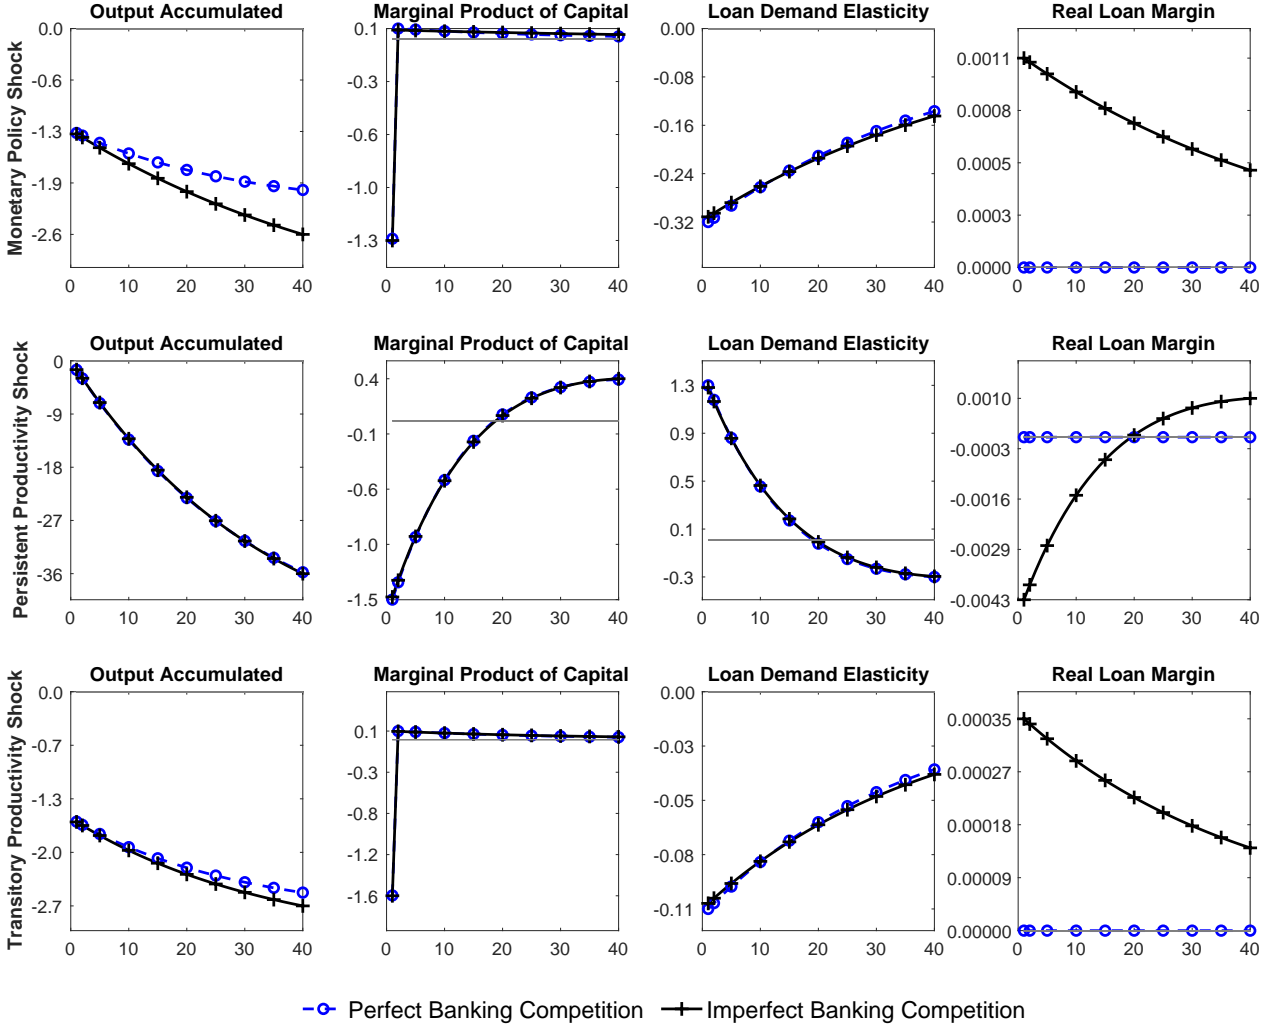 Output Accumulated
Marginal Product of Capital
Loan Demand Elasticity
Real Loan Margin
Monetary Policy Shock
0.0
-0.6
-1.3
-1.9
-2.6
0 10 20 30 40
0.1
-0.3
-0.6
-1.0
-1.3
0 10 20 30 40
0.00
-0.08
-0.16
-0.24
-0.32
0 10 20 30 40
0.0011
0.0008
0.0005
0.0003
0.0000
0 10 20 30 40
Output Accumulated
Marginal Product of Capital
Loan Demand Elasticity
Real Loan Margin
Persistent Productivity Shock
0
-9
-18
-27
-36
0 10 20 30 40
0.4
-0.1
-0.6
-1.0
-1.5
0 10 20 30 40
1.3
0.9
0.5
0.1
-0.3
0 10 20 30 40
0.0010
-0.0003
-0.0016
-0.0029
-0.0043
0 10 20 30 40
Output Accumulated
Marginal Product of Capital
Loan Demand Elasticity
Real Loan Margin
Transitory Productivity Shock
0.0
-0.7
-1.3
-2.0
-2.7
0 10 20 30 40
0.1
-0.3
-0.8
-1.2
-1.6
0 10 20 30 40
0.00
-0.03
-0.05
-0.08
-0.11
0 10 20 30 40
0.00035
0.00027
0.00018
0.00009
0.00000
0 10 20 30 40
Perfect Banking Competition
Imperfect Banking Competition